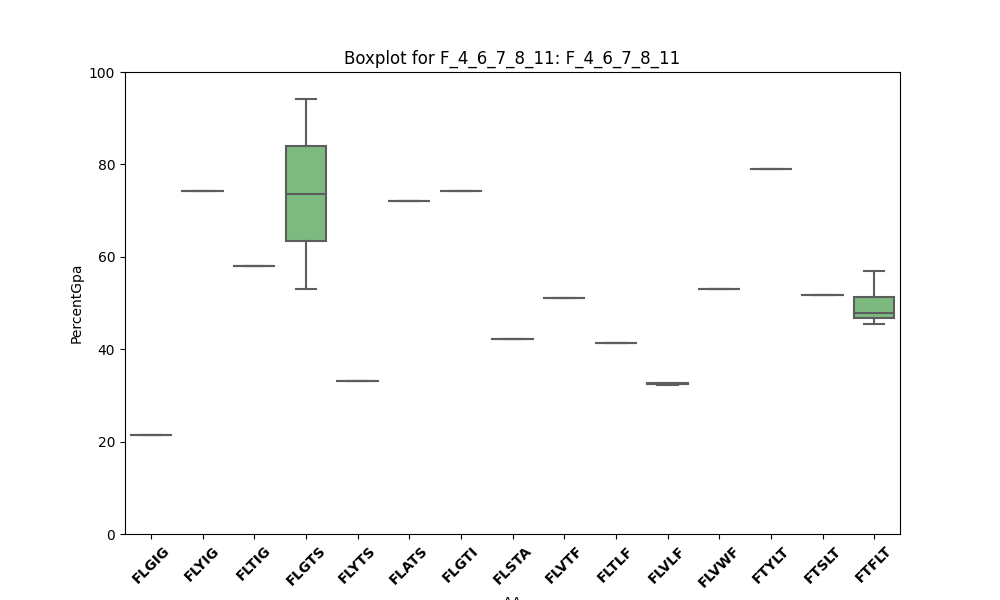 Boxplot for F_4_6_7_8_11: F_4_6_7_8_11
PercentGpa
100
80
60
40
20
0
FLGIG
FLYIG
FLTIG
FLGTS
FLYTS
FLATS
FLGTI
FLSTA
FLVTF
FLTLF
FLVLF
FLVWF
FTYLT
FTSLT
FTFLT
AA